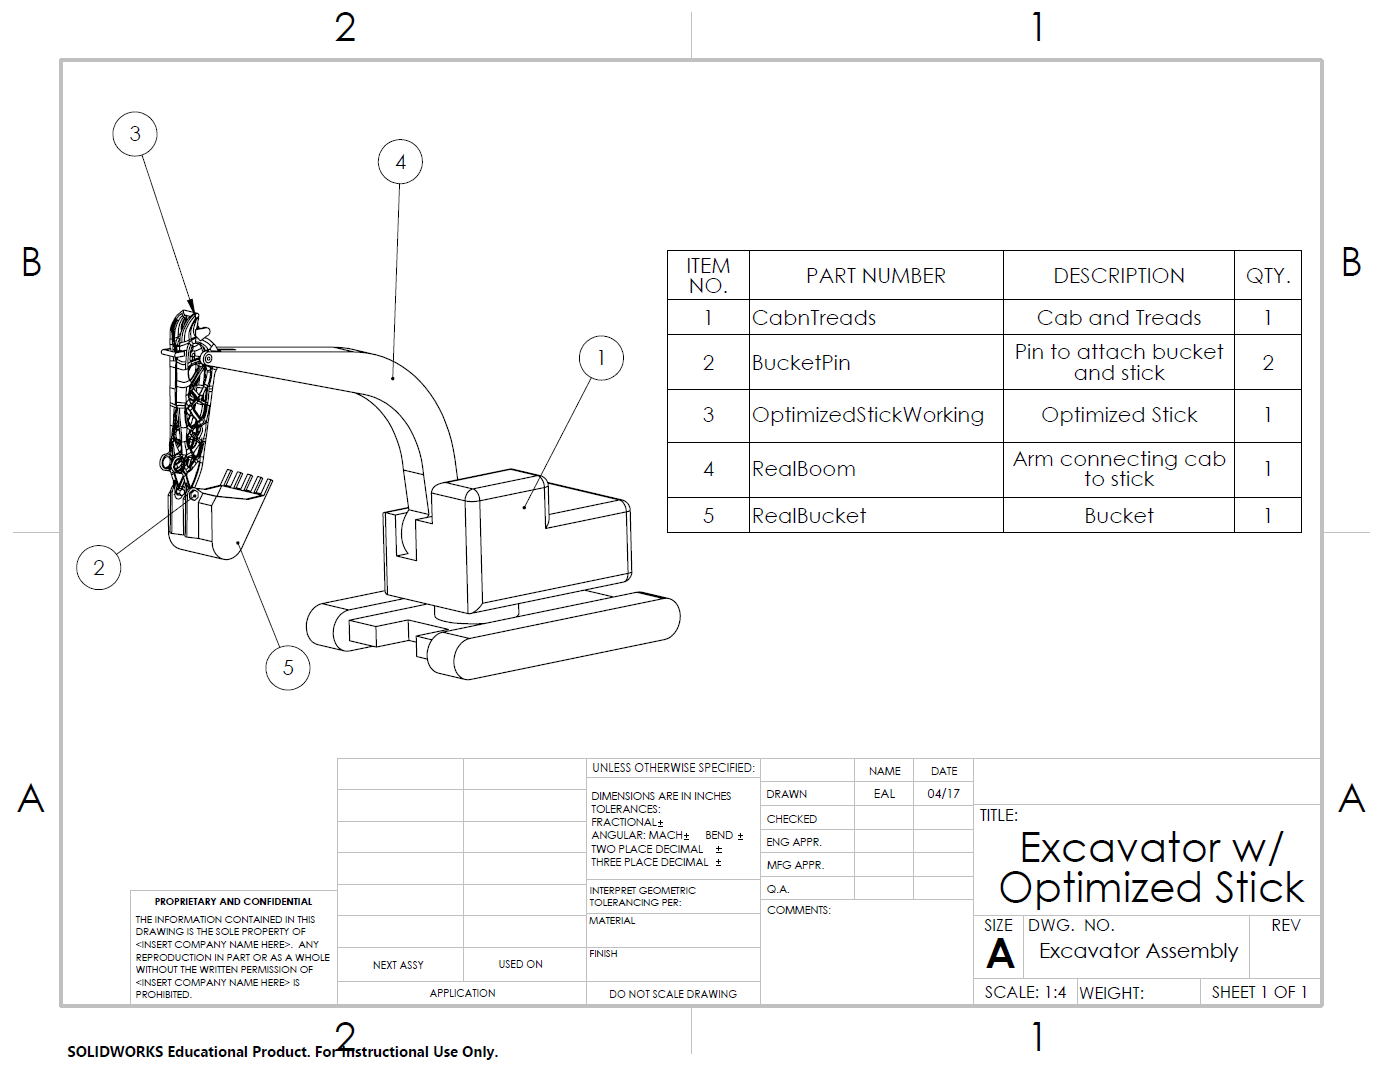 2 1
3
4
B B
ITEM NO. PART NUMBER DESCRIPTION QTY.
1 CabnTreads Cab and Treads 1
2 BucketPin Pin to attach bucket and stick 2
3 OptimizedStickWorking Optimized Stick 1
4 RealBoom Arm connecting cab to stick 1
5 RealBucket Bucket 1
1
2
5
A A
UNLESS OTHERWISE SPECIFIED:
DIMENSIONS ARE IN INCHES
TOLERANCES:
FRACTIONAL±
ANGULAR: MACH± BEND ±
TWO PLACE DECIMAL ±
THREE PLACE DECIMAL ±
INTERPRET GEOMETRIC
TOLERANCING PER:
MATERIAL
FINISH
DO NOT SCALE DRAWING
NAME DATE
DRAWN EAL 04/17
CHECKED
ENG APPR.
MFG APPR.
Q.A.
COMMENTS:
TITLE:
Excavator w/
Optimized Stick
SIZE DWG. NO. REV
A Excavator Assembly
SCALE: 1:4 WEIGHT: SHEET 1 OF 1
PROPRIETARY AND CONFIDENTIAL
THE INFORMATION CONTAINED IN THIS
DRAWING IS THE SOLE PROPERTY OF
<INSERT COMPANY NAME HERE>. ANY
REPRODUCTION IN PART OR AS A WHOLE
WITHOUT THE WRITTEN PERMISSION OF
<INSERT COMPANY NAME HERE> IS
PROHIBITED.
NEXT ASSY USED ON
APPLICATION
2 1
SOLIDWORKS Educational Product. For Instructional Use Only.